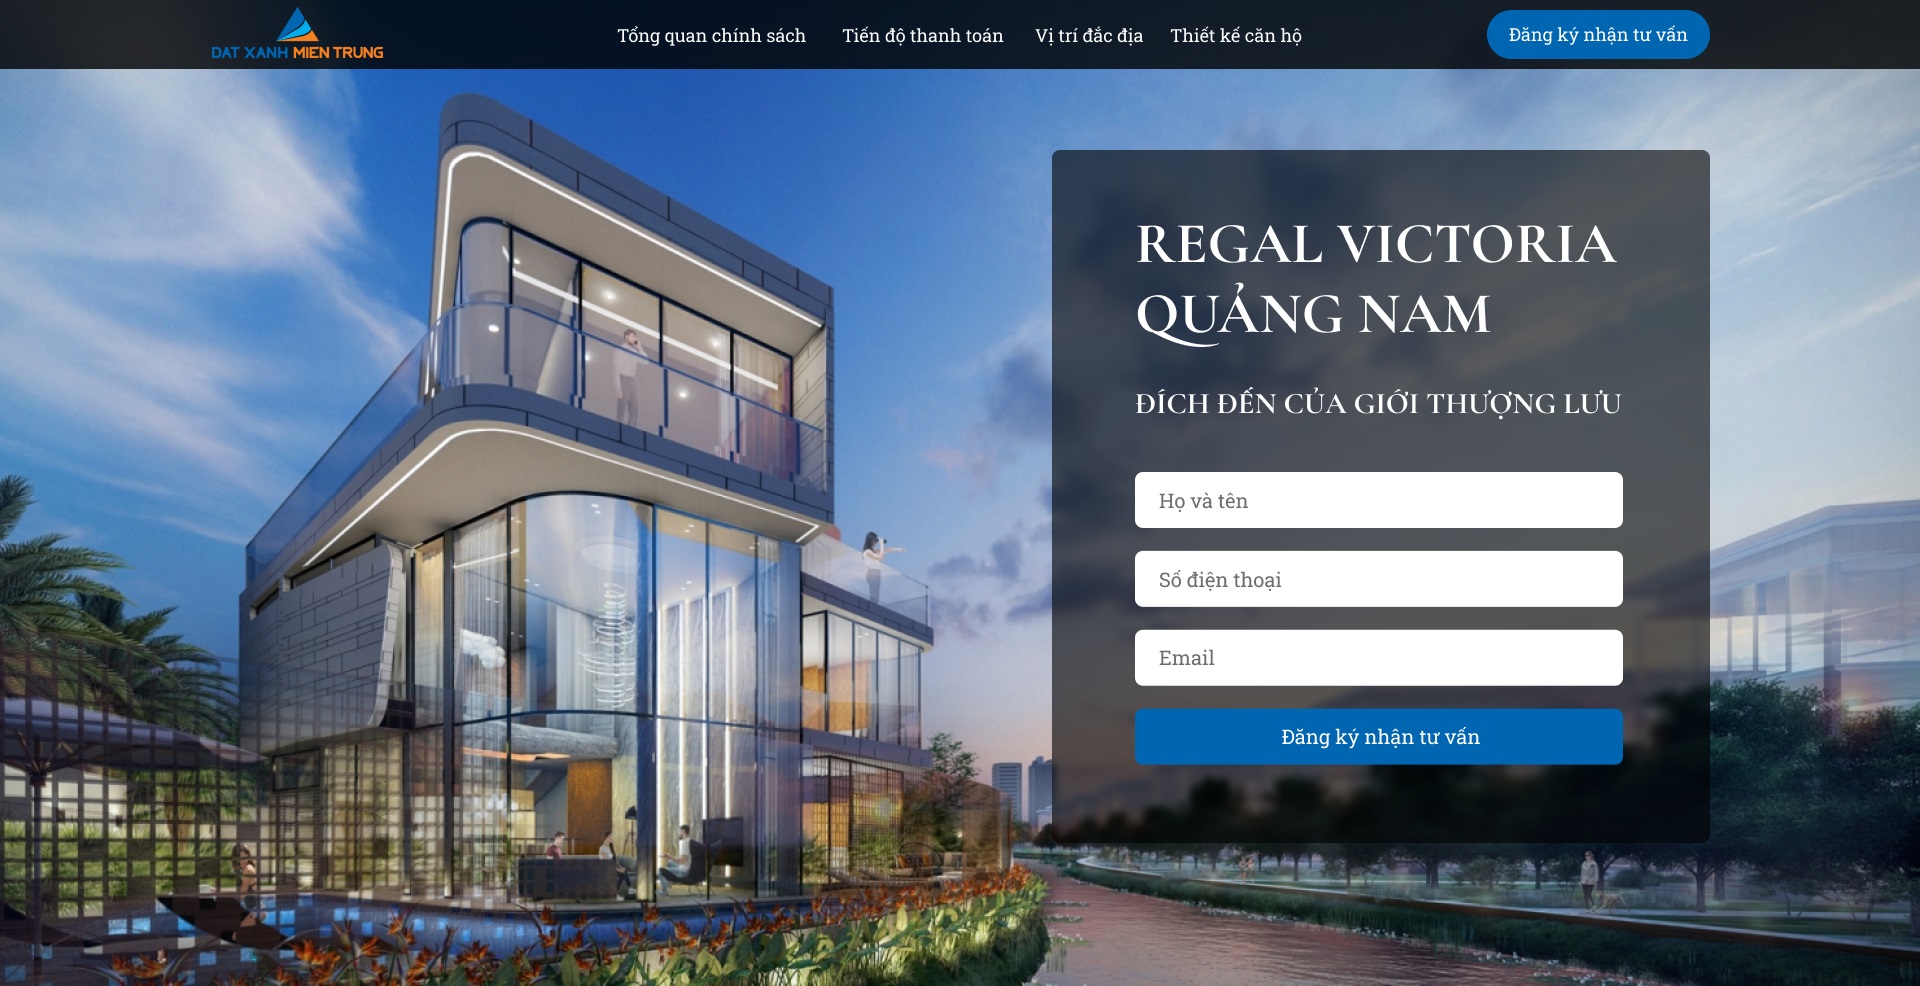 DAT XANH MIEN TRUNG
Tổng quan chính sách
Tiến độ thanh toán
Vị trí đắc địa
Thiết kế căn hộ
Đăng ký nhận tư vấn
REGAL VICTORIA
QUẢNG NAM
ĐÍCH ĐẾN CỦA GIỚI THƯỢNG LƯU
Họ và tên
Số điện thoại
Email
Đăng ký nhận tư vấn